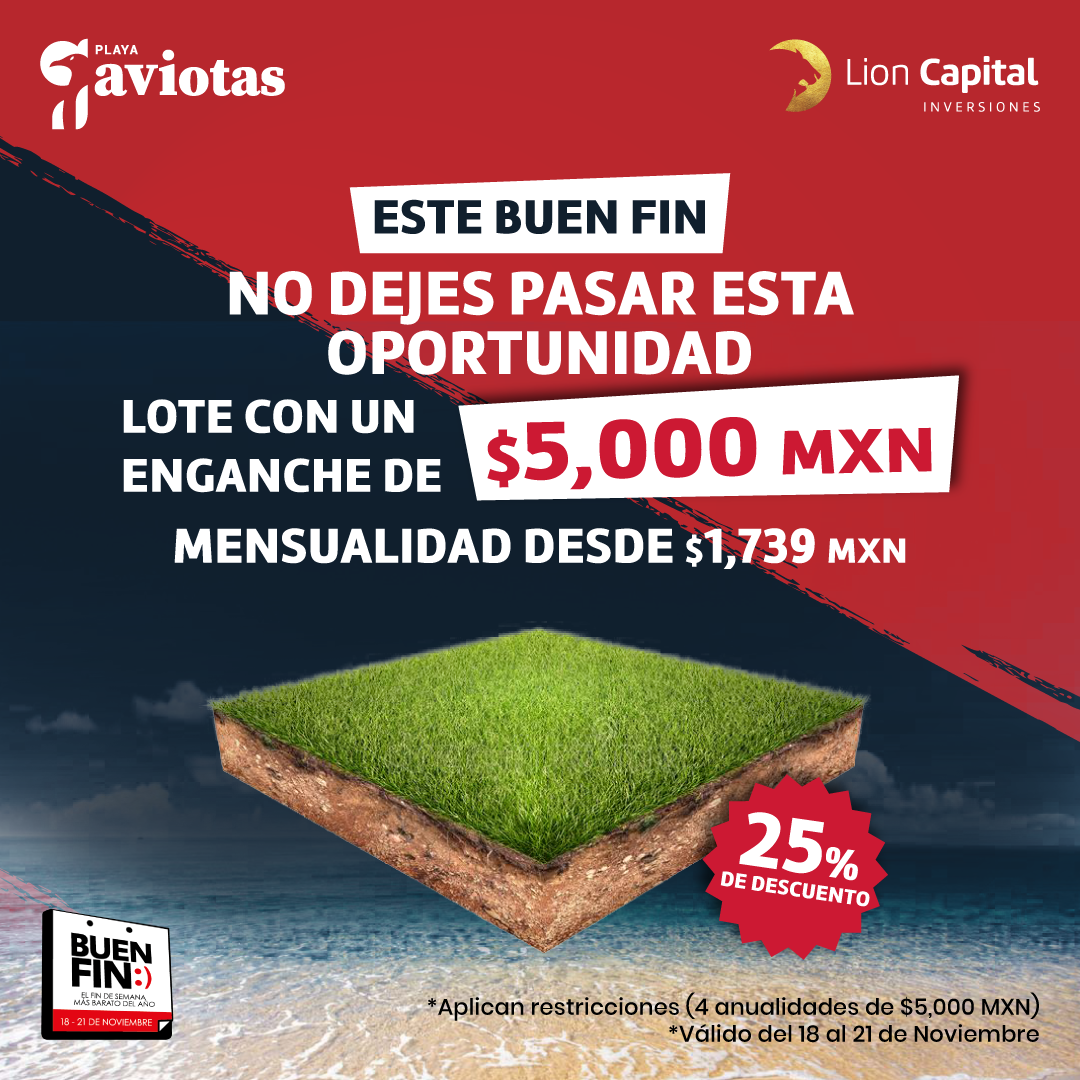 PLAYA
Gaviotas
Lion Capital
INVERSIONES
ESTE BUEN FIN
NO DEJES PASAR ESTA
OPORTUNIDAD
LOTE CON UN
ENGANCHE DE
$5,000 MXN
MENSUALIDAD DESDE $1,739 MXN
25%
DE DESCUENTO
BUEN
FIN:)
EL FIN DE SEMANA
MÁS BARATO DEL AÑO
18 - 21 DE NOVIEMBRE
*Aplican restricciones (4 anualidades de $5,000 MXN)
*Válido del 18 al 21 de Noviembre